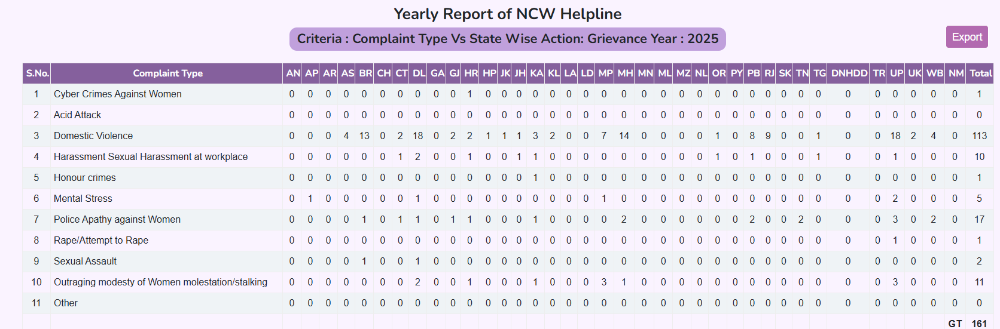 Yearly Report of NCW Helpline
Criteria : Complaint Type Vs State Wise Action: Grievance Year : 2025
Export
S.No. Complaint Type AN AP AR AS BR CH CT DL GA GJ HR HP JK JH KA KL LA LD MP MH MN ML MZ NL OR PY PB RJ SK TN TG DNHDD TR UP UK WB NM Total
1 Cyber Crimes Against Women 0 0 0 0 0 0 0 0 0 0 1 0 0 0 0 0 0 0 0 0 0 0 0 0 0 0 0 0 0 0 0 0 0 0 0 0 0 1
2 Acid Attack 0 0 0 0 0 0 0 0 0 0 0 0 0 0 0 0 0 0 0 0 0 0 0 0 0 0 0 0 0 0 0 0 0 0 0 0 0 0
3 Domestic Violence 0 0 0 4 13 0 2 18 0 2 2 1 1 1 3 2 0 0 7 14 0 0 0 0 1 0 8 9 0 0 1 0 0 18 2 4 0 113
4 Harassment Sexual Harassment at workplace 0 0 0 0 0 0 1 2 0 0 1 0 0 1 1 0 0 0 0 0 0 0 0 0 1 0 1 0 0 0 1 0 0 1 0 0 0 10
5 Honour crimes 0 0 0 0 0 0 0 0 0 0 0 0 0 0 1 0 0 0 0 0 0 0 0 0 0 0 0 0 0 0 0 0 0 0 0 0 0 1
6 Mental Stress 0 1 0 0 0 0 0 1 0 0 0 0 0 0 0 0 0 0 1 0 0 0 0 0 0 0 0 0 0 0 0 0 0 2 0 0 0 5
7 Police Apathy against Women 0 0 0 0 1 0 1 1 0 1 1 0 0 0 1 0 0 0 0 2 0 0 0 0 0 0 2 0 0 2 0 0 0 3 0 2 0 17
8 Rape/Attempt to Rape 0 0 0 0 0 0 0 0 0 0 0 0 0 0 0 0 0 0 0 0 0 0 0 0 0 0 0 0 0 0 0 0 0 1 0 0 0 1
9 Sexual Assault 0 0 0 0 1 0 0 1 0 0 0 0 0 0 0 0 0 0 0 0 0 0 0 0 0 0 0 0 0 0 0 0 0 0 0 0 0 2
10 Outraging modesty of Women molestation/stalking 0 0 0 0 0 0 0 2 0 0 1 0 0 0 1 0 0 0 3 1 0 0 0 0 0 0 0 0 0 0 0 0 0 3 0 0 0 11
11 Other 0 0 0 0 0 0 0 0 0 0 0 0 0 0 0 0 0 0 0 0 0 0 0 0 0 0 0 0 0 0 0 0 0 0 0 0 0 0
GT 161